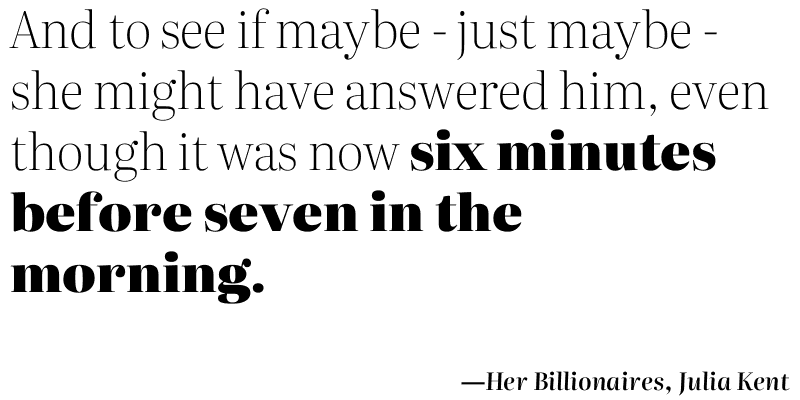 And to see if maybe - just maybe -
she might have answered him, even
though it was now six minutes
before seven in the
morning.
—Her Billionaires, Julia Kent